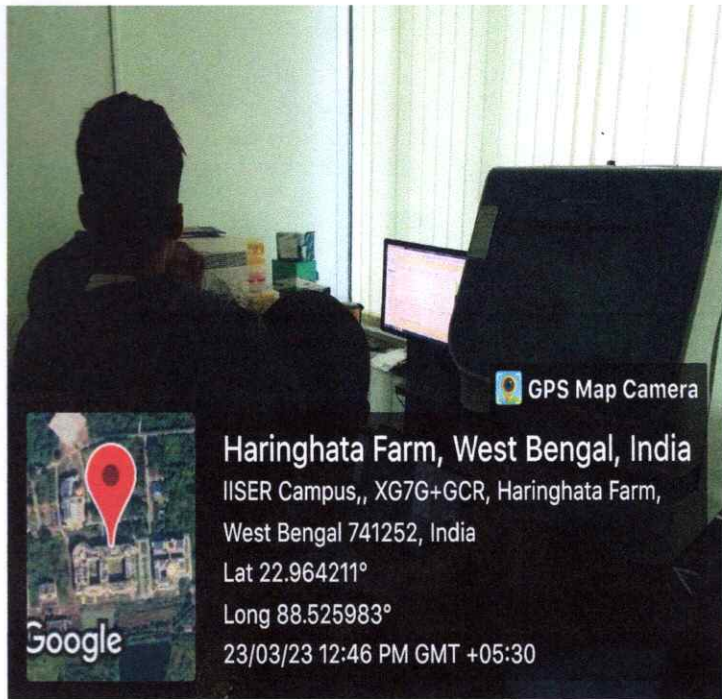 GPS Map Camera
Haringhata Farm, West Bengal, India
IISER Campus,, XG7G+GCR, Haringhata Farm,
West Bengal 741252, India
Lat 22.964211°
Long 88.525983°
23/03/23 12:46 PM GMT +05:30
Google